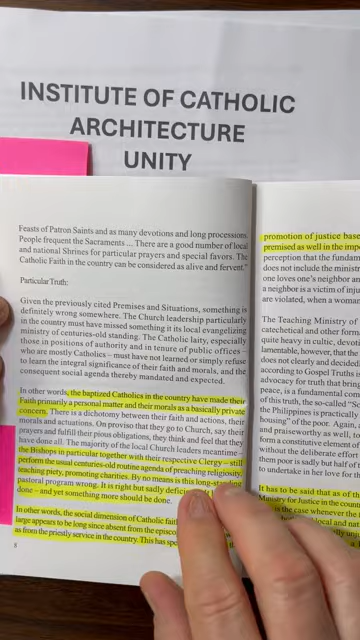 INSTITUTE OF CATHOLIC
ARCHITECTURE
UNITY
Feasts of Patron Saints and as many devotions and long processions.
People frequent the Sacraments ... There are a good number of local
and national Shrines for particular prayers and special favors. The
Catholic Faith in the country can be considered as alive and fervent."
Particular Truth:
Given the previously cited Premises and Situations, something is
definitely wrong somewhere. The Church leadership particularly
in the country must have missed something in its local evangelizing
ministry of centuries-old standing. The Catholic laity, especially
those in positions of authority and in tenure of public offices –
who are mostly Catholics – must have not learned or simply refuse
to learn the integral significance of their faith and morals, and the
consequent social agenda thereby mandated and expected.
In other words, the baptized Catholics in the country have made their
Faith primarily a personal matter and their morals as a basically private
concern. There is a dichotomy between their faith and actions, their
morals and actuations. On proviso that they go to Church, say their
prayers and fulfill their pious obligations, they think and feel that they
have done all. The majority of the local Church leaders meantime –
the Bishops in particular together with their respective Clergy – still
perform the usual centuries-old routine agenda of preaching religiosity,
teaching piety, promoting charities. By no means is this long-standing
pastoral program wrong. It is right but sadly
done – and yet something more should be done.
In other words, the social dimension of Catholic
large appears to be long since absent from the
as from the priestly service in the country. This has
8
promotion of justice
premised as well in the
perception that the
does not include the
one loves one's neighbor
a neighbor is a victim of
are violated, when a
The Teaching Ministry of
catechetical and other
quite heavy in cultic,
lamentable, however, that the
does not clearly and
according to Gospel Truths
advocacy for truth that
peace, is a fundamental
of this truth, the so-called
the Philippines is practically
housing" of the poor. Again,
and praiseworthy as well,
form a constitutive element of
without the deliberate effort
them poor is sadly but half of
to undertake in her love for
It has to be said that as of
Ministry for Justice in the
is the case whenever the